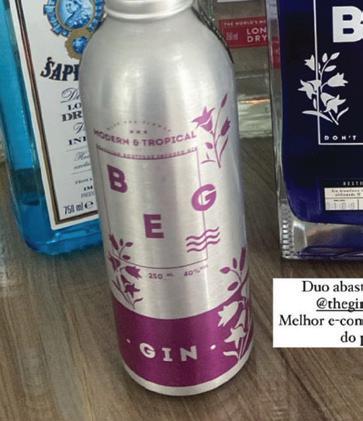 MODERN & TROPICAL
B
E
G
250 ML 40%
· GIN ·
SAP
LO
DR
IN
750 ml e
THE WORLD'S
LON
DRY
B
DON'T
Duo abast
@thegin
Melhor e-com
do p